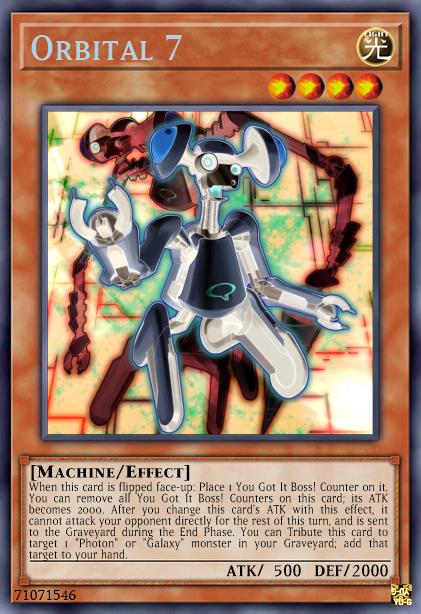 ORBITAL 7
LIGHT
光
[MACHINE/EFFECT]
When this card is flipped face-up: Place 1 You Got It Boss! Counter on it.
You can remove all You Got It Boss! Counters on this card; its ATK
becomes 2000. After you change this card's ATK with this effect, it
cannot attack your opponent directly for the rest of this turn, and is sent
to the Graveyard during the End Phase. You can Tribute this card to
target 1 "Photon" or "Galaxy" monster in your Graveyard; add that
target to your hand.
ATK/ 500 DEF/2000
71071546